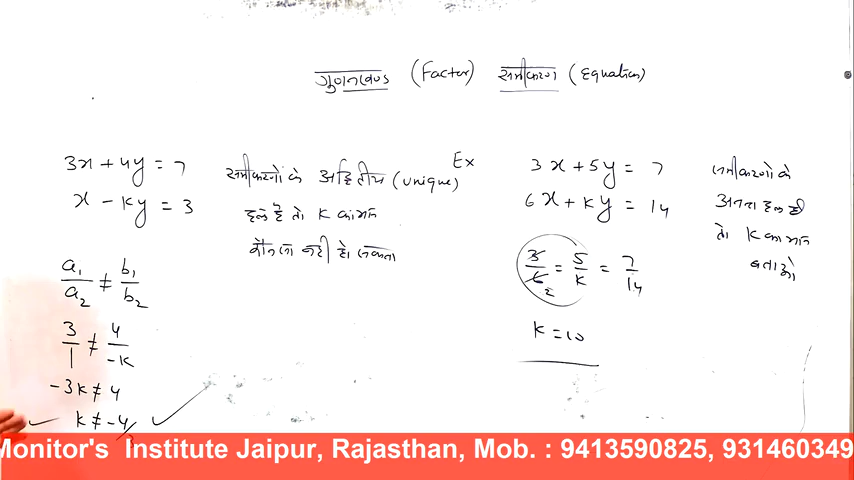 गुणनखण्ड (Factor) समीकरण (Equation)
3x + 4y = 7
x - ky = 3
समीकरणों के अद्वितीय (unique)
हल है तो K का मान
कौनसा नहीं हो सकता
a₁/a₂ ≠ b₁/b₂
3/1 ≠ 4/-k
-3k ≠ 4
k ≠ -4/3
Ex
3x + 5y = 7
6x + ky = 14
समीकरणों के
अनन्त हल हो
तो K का मान
बताओ
3/6 2 = 5/k = 7/14
k = 10
Monitor's Institute Jaipur, Rajasthan, Mob. : 9413590825, 931460349